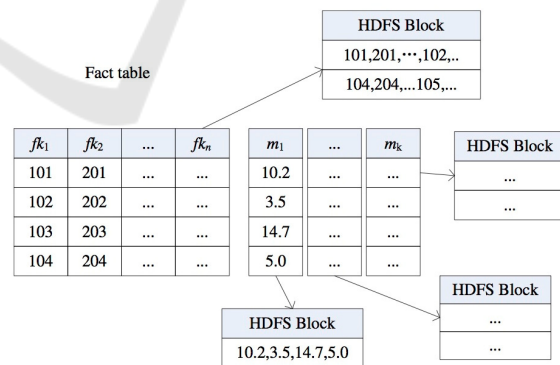 HDFS Block
101,201,⋯,102,..
104,204,...105,...
Fact table
fk₁ fk₂ ... fkₙ
101 201 ... ...
102 202 ... ...
103 203 ... ...
104 204 ... ...
m₁ ... mₖ
10.2 ... ...
3.5 ... ...
14.7 ... ...
5.0 ... ...
HDFS Block
...
...
HDFS Block
...
...
HDFS Block
10.2,3.5,14.7,5.0